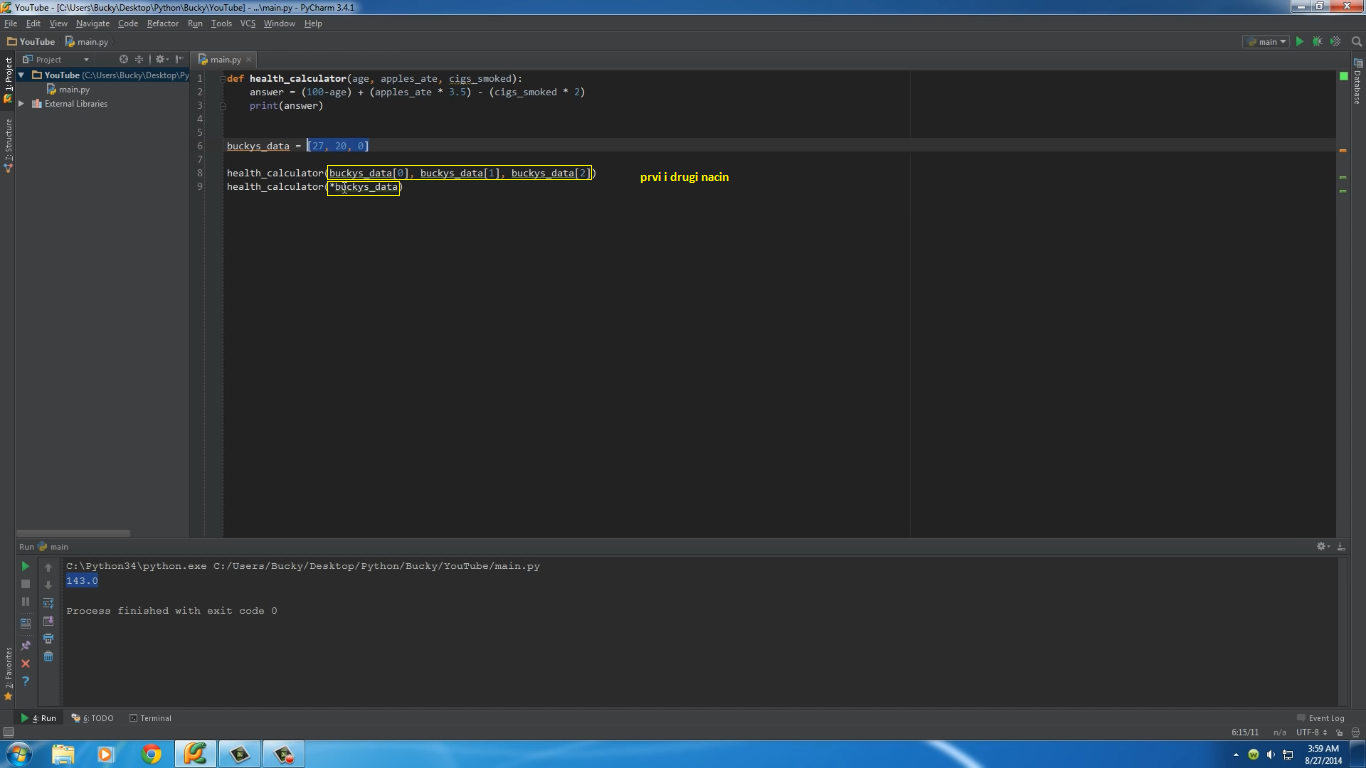 YouTube - [C:\Users\Bucky\Desktop\Python\Bucky\YouTube] - ...\main.py - PyCharm 3.4.1
File Edit View Navigate Code Refactor Run Tools VCS Window Help
YouTube main.py main
Project main.py
1: Project
YouTube (C:\Users\Bucky\Desktop\Py
main.py
External Libraries
7: Structure
Database
1 def health_calculator(age, apples_ate, cigs_smoked):
2 answer = (100-age) + (apples_ate * 3.5) - (cigs_smoked * 2)
3 print(answer)
4
5
6 buckys_data = [27, 20, 0]
7
8 health_calculator(buckys_data[0], buckys_data[1], buckys_data[2])
prvi i drugi nacin
9 health_calculator(*buckys_data)
Run main
C:\Python34\python.exe C:/Users/Bucky/Desktop/Python/Bucky/YouTube/main.py
143.0
Process finished with exit code 0
2: Favorites
4: Run 6: TODO Terminal Event Log
6:15/11 n/a UTF-8
3:59 AM
8/27/2014